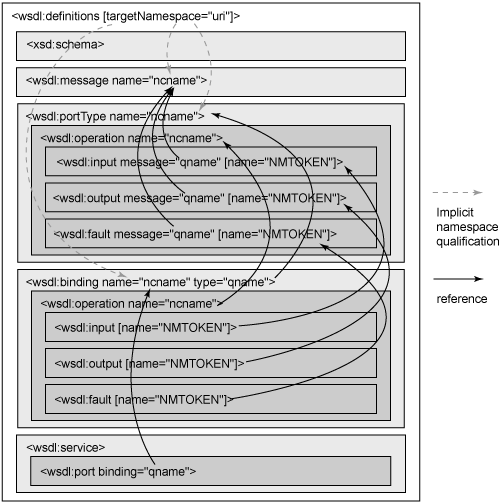 <wsdl:definitions [targetNamespace="uri"]>
<xsd:schema>
<wsdl:message name="ncname">
<wsdl:portType name="ncname">
<wsdl:operation name="ncname">
<wsdl:input message="qname" [name="NMTOKEN"]>
<wsdl:output message="qname" [name="NMTOKEN"]>
<wsdl:fault message="qname" [name="NMTOKEN"]>
<wsdl:binding name="ncname" type="qname">
<wsdl:operation name="ncname">
<wsdl:input [name="NMTOKEN"]>
<wsdl:output [name="NMTOKEN"]>
<wsdl:fault [name="NMTOKEN"]>
<wsdl:service>
<wsdl:port binding="qname">
Implicit
namespace
qualification
reference